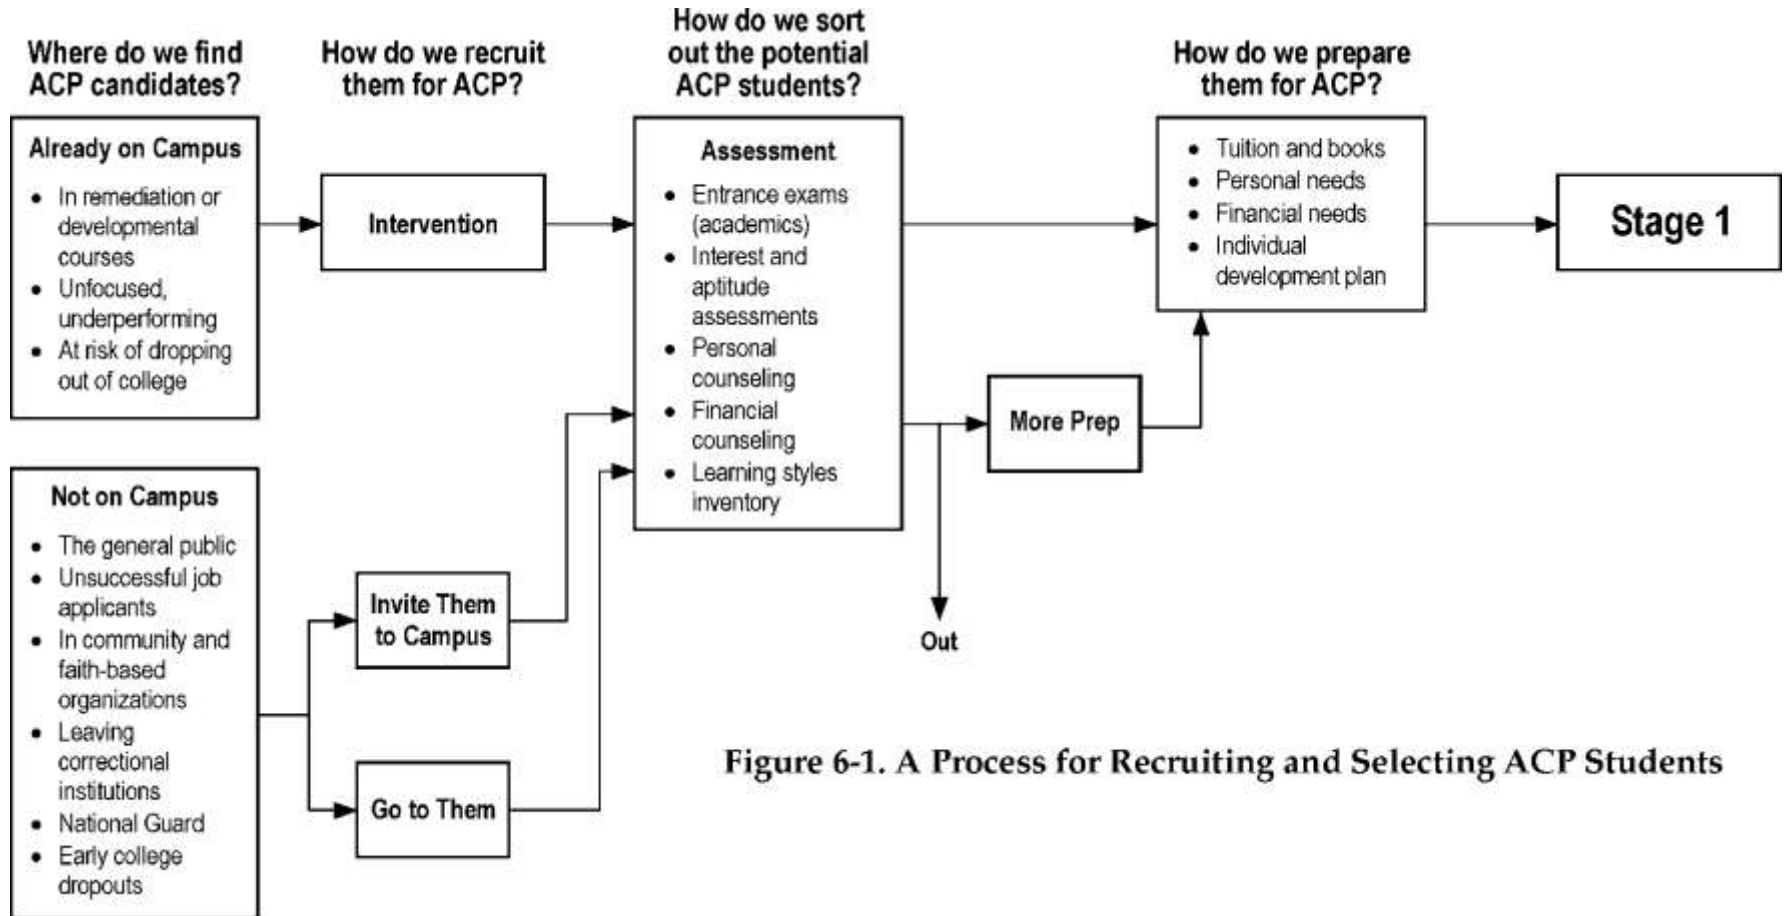 Where do we find
ACP candidates?
Already on Campus
• In remediation or
developmental
courses
• Unfocused,
underperforming
• At risk of dropping
out of college
Not on Campus
• The general public
• Unsuccessful job
applicants
• In community and
faith-based
organizations
• Leaving
correctional
institutions
• National Guard
• Early college
dropouts
How do we recruit
them for ACP?
Intervention
Invite Them
to Campus
Go to Them
How do we sort
out the potential
ACP students?
Assessment
• Entrance exams
(academics)
• Interest and
aptitude
assessments
• Personal
counseling
• Financial
counseling
• Learning styles
inventory
More Prep
Out
How do we prepare
them for ACP?
• Tuition and books
• Personal needs
• Financial needs
• Individual
development plan
Stage 1
Figure 6-1. A Process for Recruiting and Selecting ACP Students